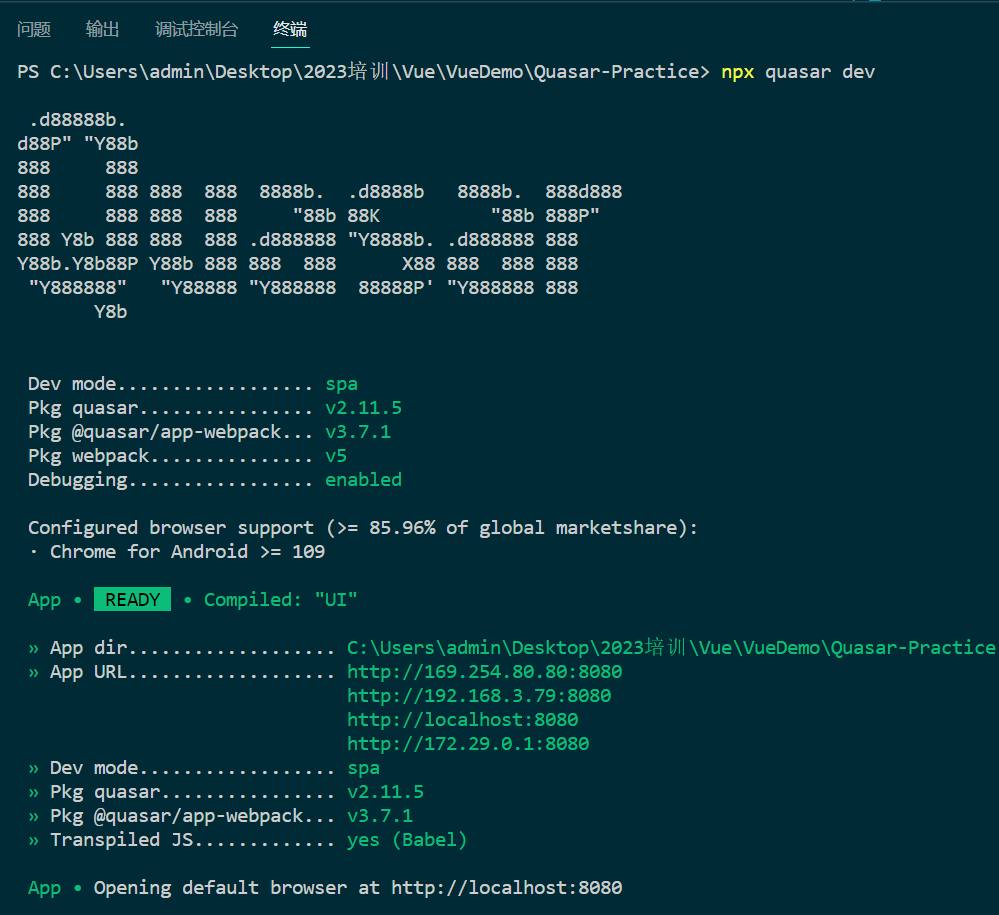 问题 输出 调试控制台 终端
PS C:\Users\admin\Desktop\2023培训\Vue\VueDemo\Quasar-Practice> npx quasar dev
 .d88888b.
d88P" "Y88b
888     888
888     888 888  888  8888b.  .d8888b   8888b.  888d888
888     888 888  888     "88b 88K          "88b 888P"
888 Y8b 888 888  888 .d888888 "Y8888b. .d888888 888
Y88b.Y8b88P Y88b 888 888  888      X88 888  888 888
 "Y888888"   "Y88888 "Y888888  88888P' "Y888888 888
       Y8b
Dev mode.................. spa
Pkg quasar................ v2.11.5
Pkg @quasar/app-webpack... v3.7.1
Pkg webpack............... v5
Debugging................. enabled
Configured browser support (>= 85.96% of global marketshare):
· Chrome for Android >= 109
App • READY • Compiled: "UI"
» App dir................... C:\Users\admin\Desktop\2023培训\Vue\VueDemo\Quasar-Practice
» App URL................... http://169.254.80.80:8080
http://192.168.3.79:8080
http://localhost:8080
http://172.29.0.1:8080
» Dev mode.................. spa
» Pkg quasar................ v2.11.5
» Pkg @quasar/app-webpack... v3.7.1
» Transpiled JS............. yes (Babel)
App • Opening default browser at http://localhost:8080